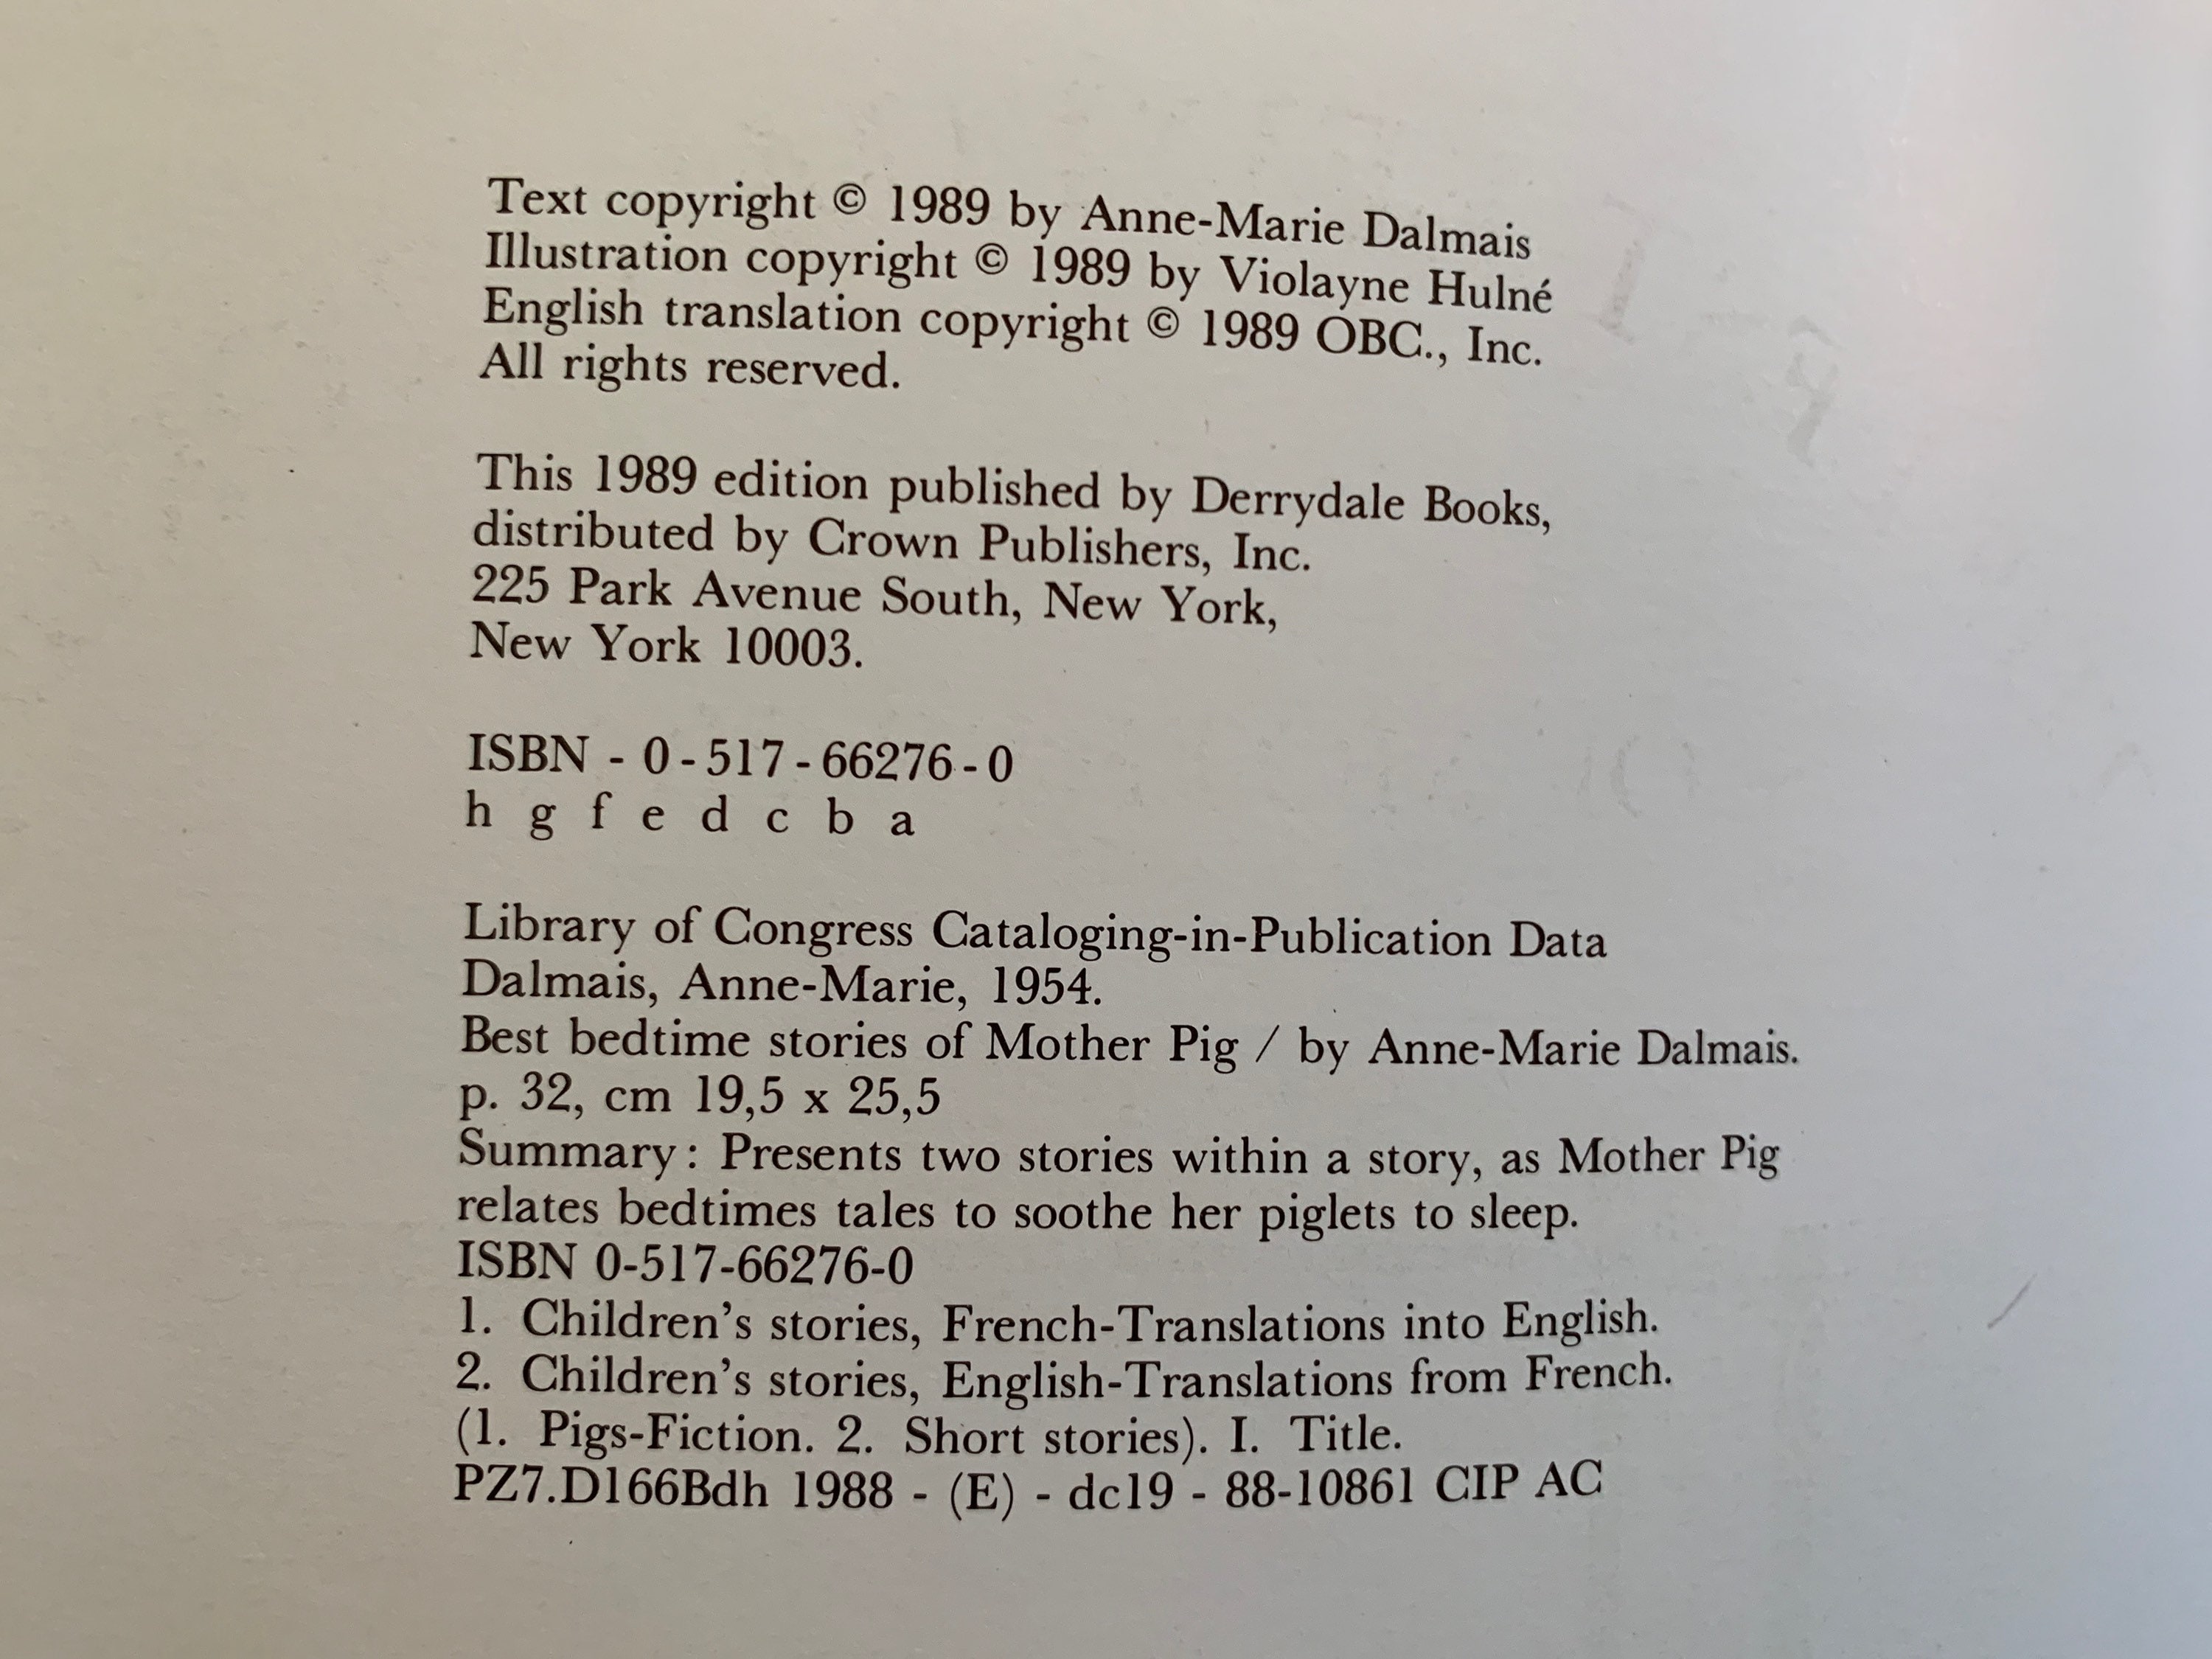 Text copyright © 1989 by Anne-Marie Dalmais
Illustration copyright © 1989 by Violayne Hulné
English translation copyright © 1989 OBC., Inc.
All rights reserved.
This 1989 edition published by Derrydale Books,
distributed by Crown Publishers, Inc.
225 Park Avenue South, New York,
New York 10003.
ISBN - 0-517-66276-0
h g f e d c b a
Library of Congress Cataloging-in-Publication Data
Dalmais, Anne-Marie, 1954.
Best bedtime stories of Mother Pig / by Anne-Marie Dalmais.
p. 32, cm 19,5 x 25,5
Summary: Presents two stories within a story, as Mother Pig
relates bedtimes tales to soothe her piglets to sleep.
ISBN 0-517-66276-0
1. Children's stories, French-Translations into English.
2. Children's stories, English-Translations from French.
(1. Pigs-Fiction. 2. Short stories). I. Title.
PZ7.D166Bdh 1988 - (E) - dc19 - 88-10861 CIP AC